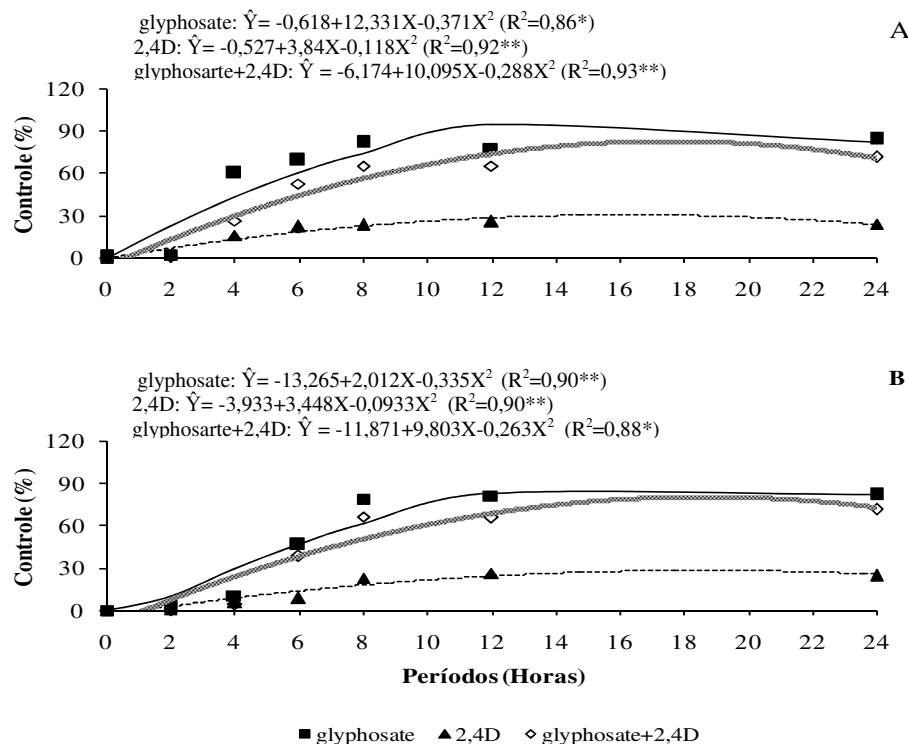 glyphosate: Ŷ= -0,618+12,331X-0,371X² (R²=0,86*)
A
2,4D: Ŷ= -0,527+3,84X-0,118X² (R²=0,92**)
glyphosarte+2,4D: Ŷ = -6,174+10,095X-0,288X² (R²=0,93**)
120
90
60
30
0
Controle (%)
0 2 4 6 8 10 12 14 16 18 20 22 24
glyphosate: Ŷ= -13,265+2,012X-0,335X² (R²=0,90**)
B
2,4D: Ŷ= -3,933+3,448X-0,0933X² (R²=0,90**)
glyphosarte+2,4D: Ŷ = -11,871+9,803X-0,263X² (R²=0,88*)
120
90
60
30
0
Controle (%)
0 2 4 6 8 10 12 14 16 18 20 22 24
Períodos (Horas)
glyphosate 2,4D glyphosate+2,4D